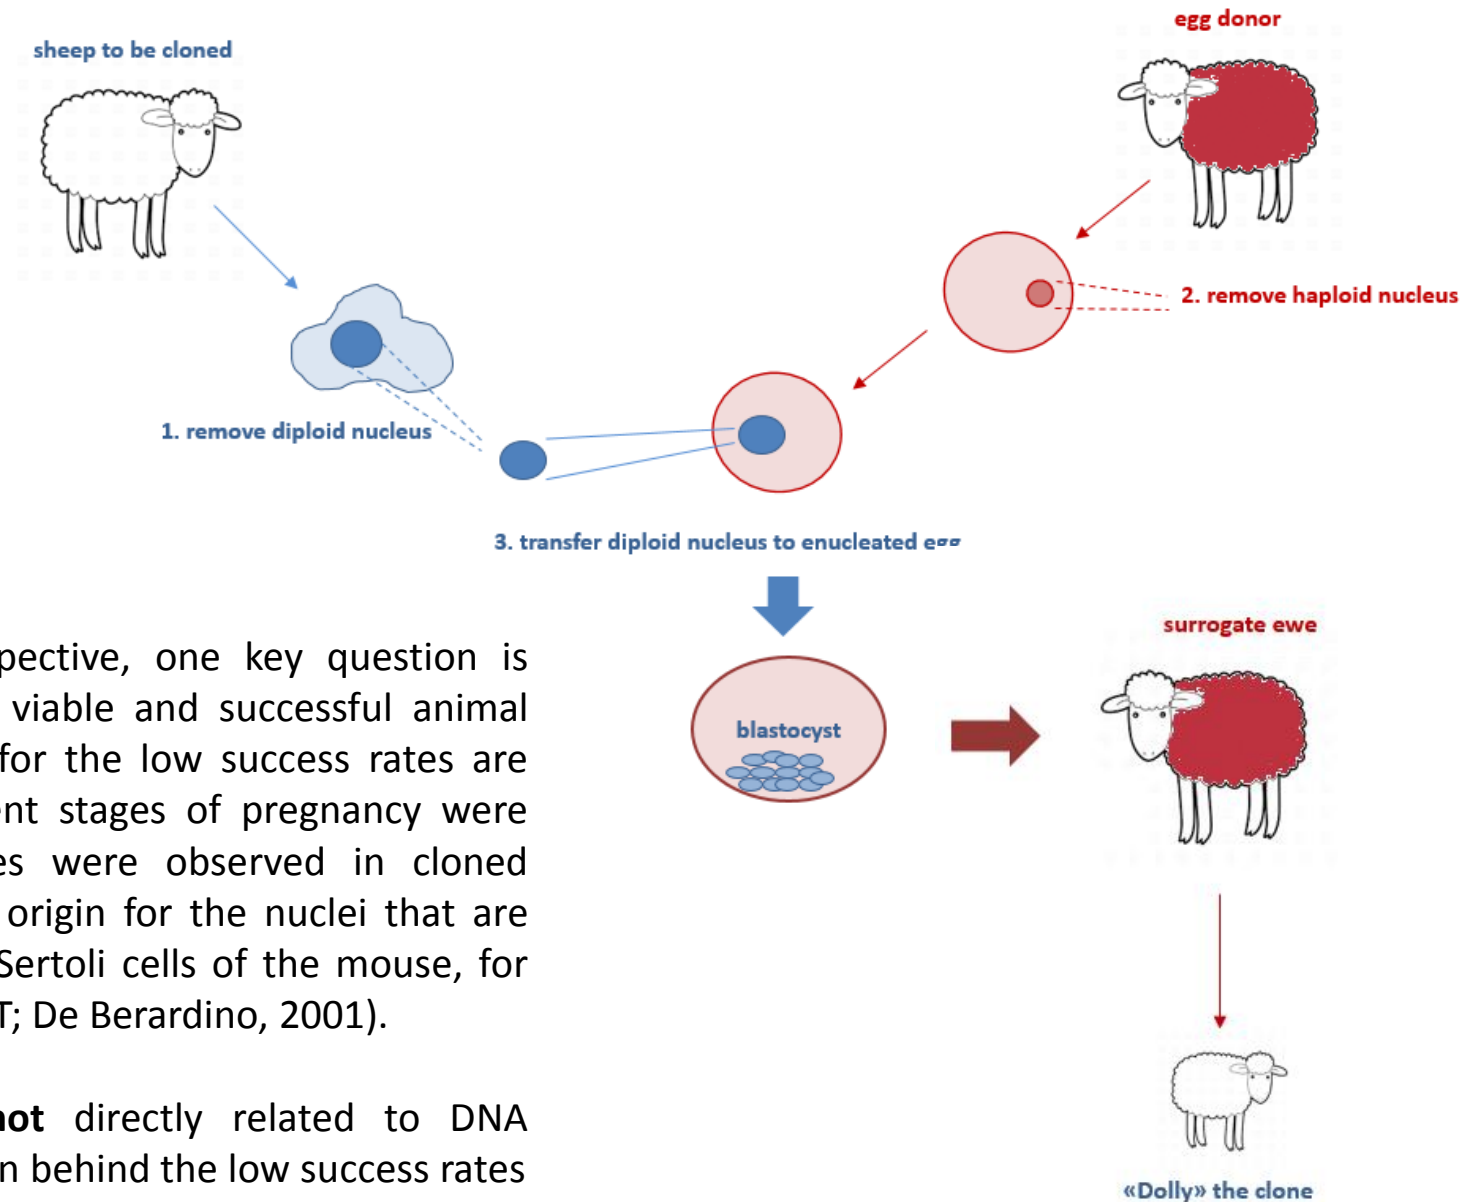 egg donor
sheep to be cloned
2. remove haploid nucleus
1. remove diploid nucleus
3. transfer diploid nucleus to enucleated egg
surrogate ewe
blastocyst
«Dolly» the clone
pective, one key question is
viable and successful animal
for the low success rates are
ent stages of pregnancy were
es were observed in cloned
origin for the nuclei that are
Sertoli cells of the mouse, for
T; De Berardino, 2001).
not directly related to DNA
n behind the low success rates